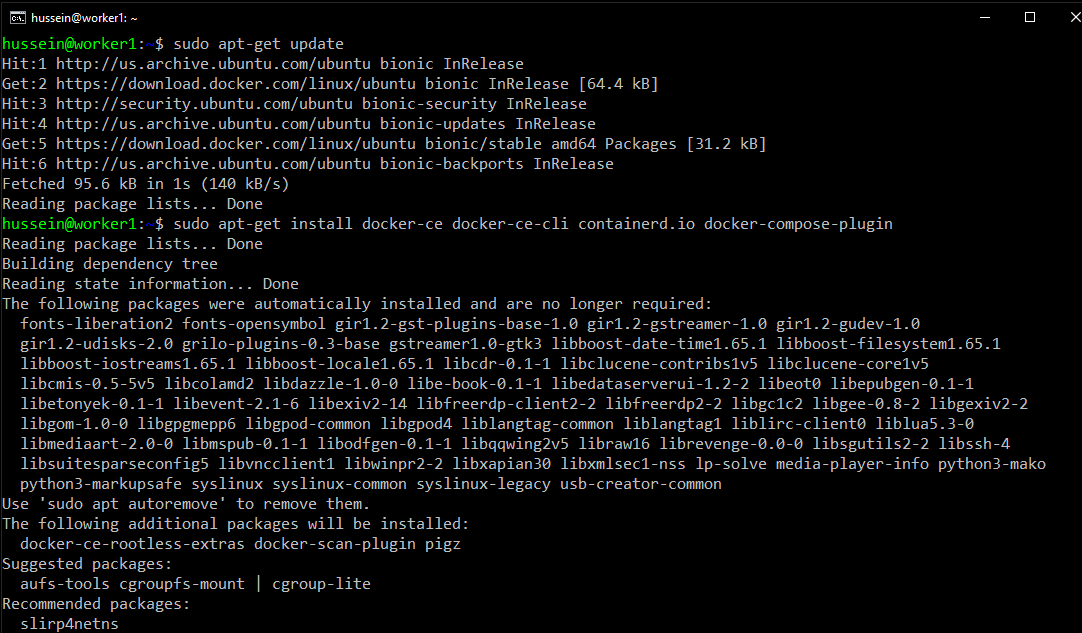 hussein@worker1: ~
hussein@worker1:~$ sudo apt-get update
Hit:1 http://us.archive.ubuntu.com/ubuntu bionic InRelease
Get:2 https://download.docker.com/linux/ubuntu bionic InRelease [64.4 kB]
Hit:3 http://security.ubuntu.com/ubuntu bionic-security InRelease
Hit:4 http://us.archive.ubuntu.com/ubuntu bionic-updates InRelease
Get:5 https://download.docker.com/linux/ubuntu bionic/stable amd64 Packages [31.2 kB]
Hit:6 http://us.archive.ubuntu.com/ubuntu bionic-backports InRelease
Fetched 95.6 kB in 1s (140 kB/s)
Reading package lists... Done
hussein@worker1:~$ sudo apt-get install docker-ce docker-ce-cli containerd.io docker-compose-plugin
Reading package lists... Done
Building dependency tree
Reading state information... Done
The following packages were automatically installed and are no longer required:
  fonts-liberation2 fonts-opensymbol gir1.2-gst-plugins-base-1.0 gir1.2-gstreamer-1.0 gir1.2-gudev-1.0
  gir1.2-udisks-2.0 grilo-plugins-0.3-base gstreamer1.0-gtk3 libboost-date-time1.65.1 libboost-filesystem1.65.1
  libboost-iostreams1.65.1 libboost-locale1.65.1 libcdr-0.1-1 libclucene-contribs1v5 libclucene-core1v5
  libcmis-0.5-5v5 libcolamd2 libdazzle-1.0-0 libe-book-0.1-1 libedataserverui-1.2-2 libeot0 libepubgen-0.1-1
  libetonyek-0.1-1 libevent-2.1-6 libexiv2-14 libfreerdp-client2-2 libfreerdp2-2 libgc1c2 libgee-0.8-2 libgexiv2-2
  libgom-1.0-0 libgpgmepp6 libgpod-common libgpod4 liblangtag-common liblangtag1 liblirc-client0 liblua5.3-0
  libmediaart-2.0-0 libmspub-0.1-1 libodfgen-0.1-1 libqqwing2v5 libraw16 librevenge-0.0-0 libsgutils2-2 libssh-4
  libsuitesparseconfig5 libvncclient1 libwinpr2-2 libxapian30 libxmlsec1-nss lp-solve media-player-info python3-mako
  python3-markupsafe syslinux syslinux-common syslinux-legacy usb-creator-common
Use 'sudo apt autoremove' to remove them.
The following additional packages will be installed:
  docker-ce-rootless-extras docker-scan-plugin pigz
Suggested packages:
  aufs-tools cgroupfs-mount | cgroup-lite
Recommended packages:
  slirp4netns